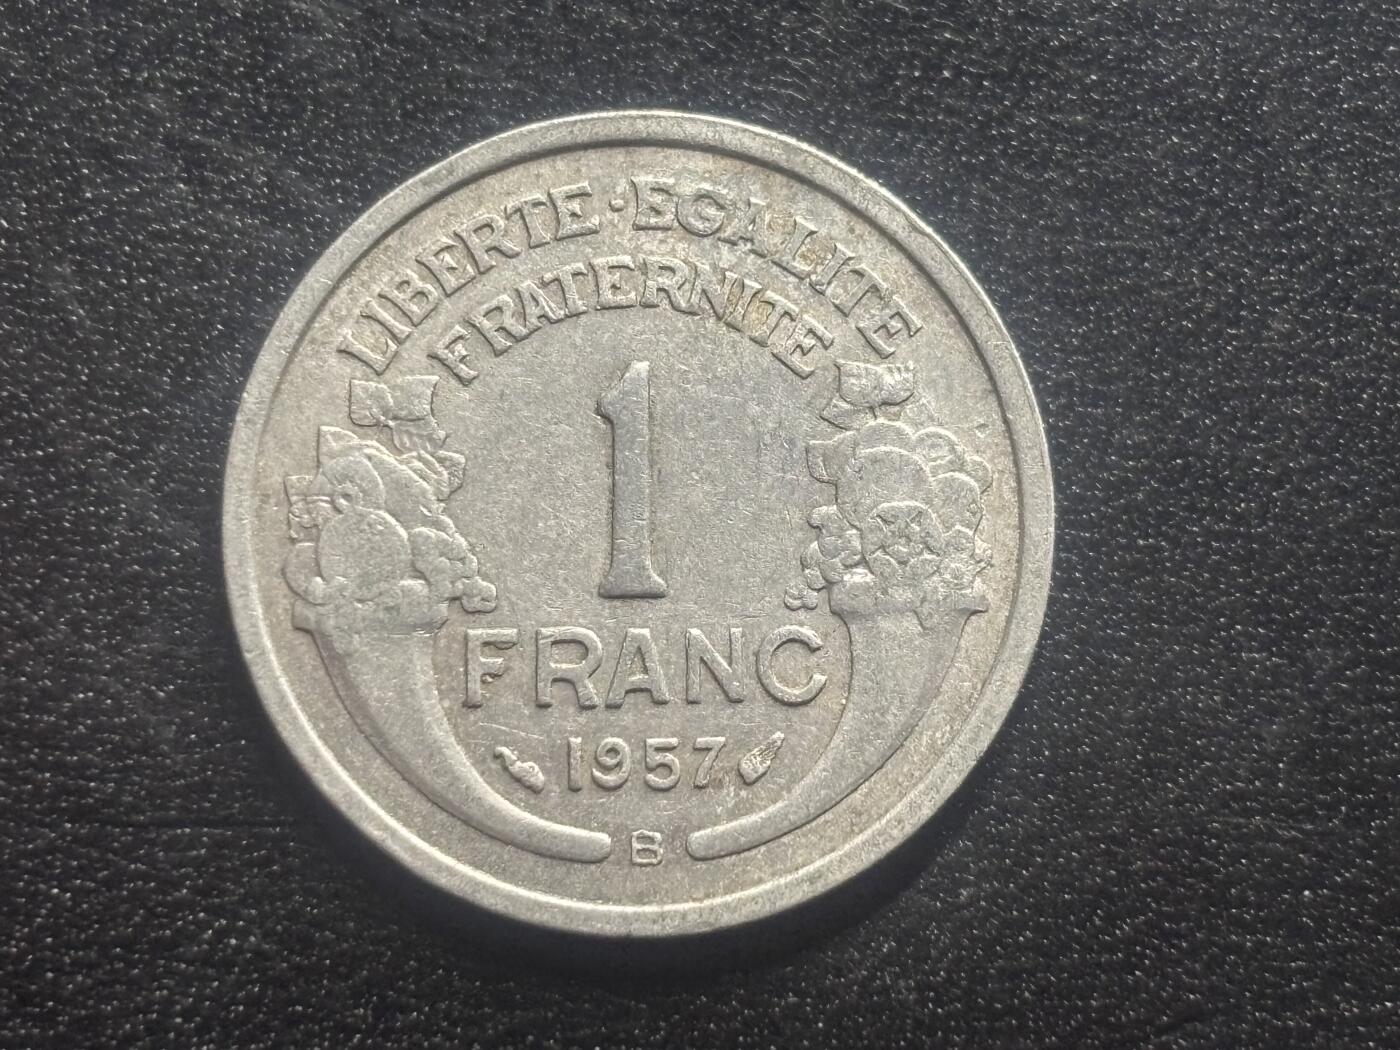 LIBERTE·EGALITE
FRATERNITE
1
FRANC
1957
B